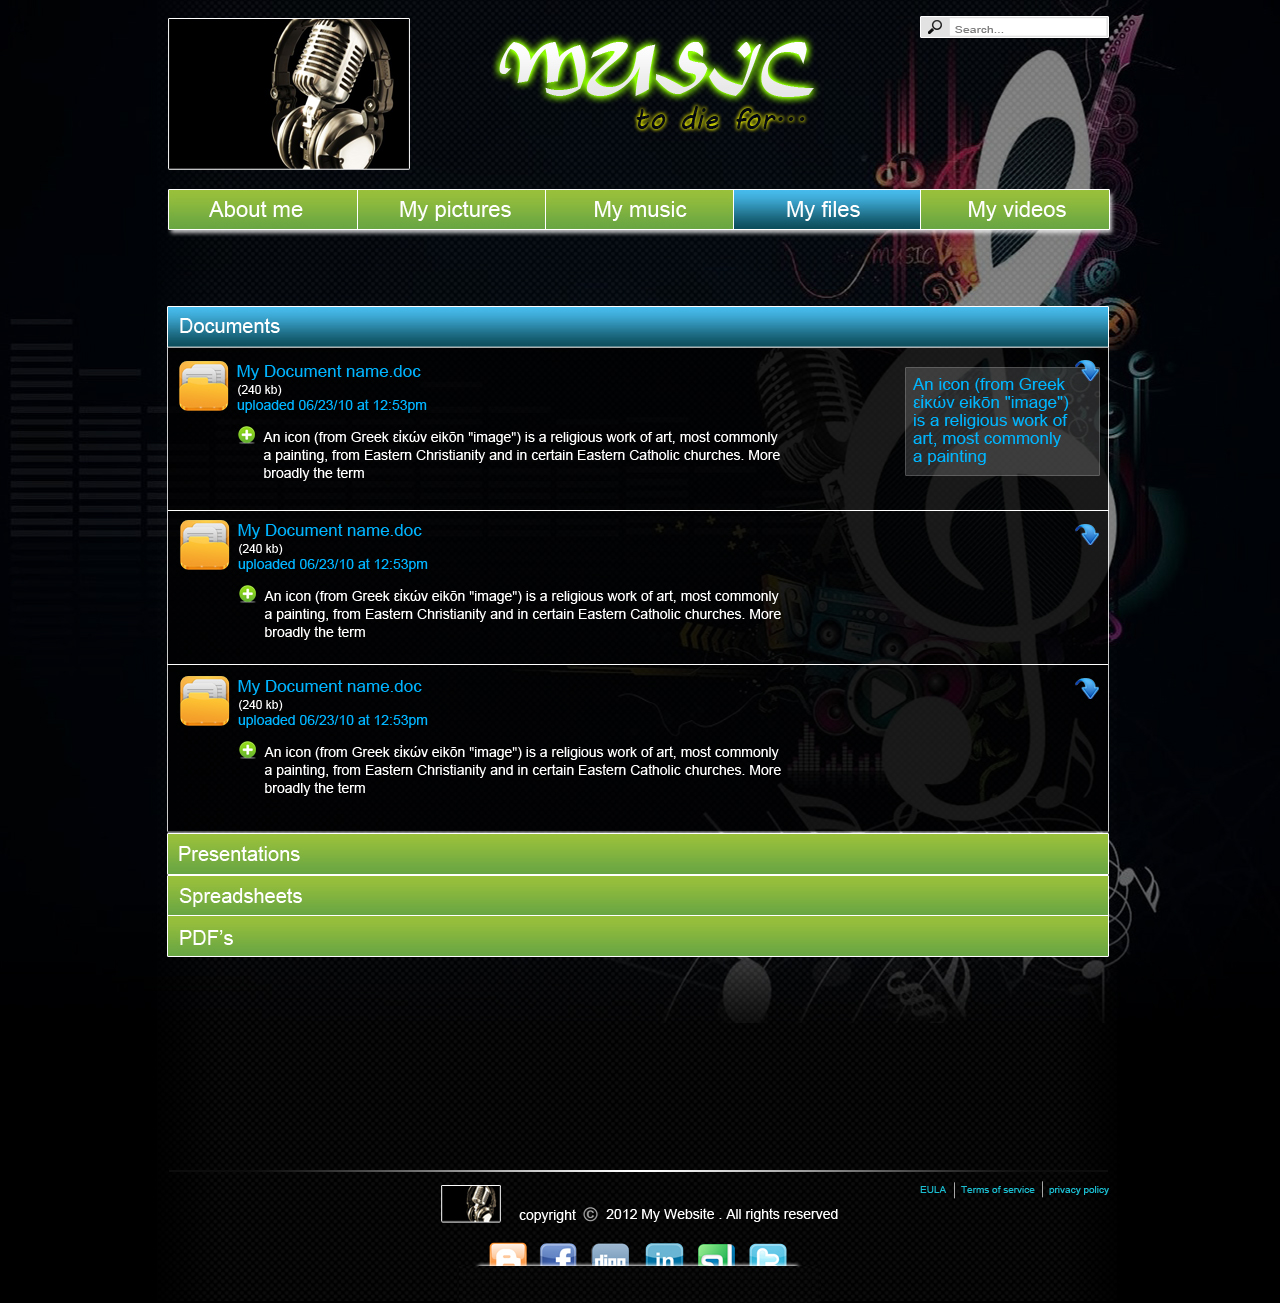 Search...
MUSIC
to die for...
About me
My pictures
My music
My files
My videos
MUSIC
Documents
My Document name.doc
(240 kb)
uploaded 06/23/10 at 12:53pm
An icon (from Greek εἰκών eikōn "image") is a religious work of art, most commonly
a painting, from Eastern Christianity and in certain Eastern Catholic churches. More
broadly the term
An icon (from Greek
εἰκών eikōn "image")
is a religious work of
art, most commonly
a painting
My Document name.doc
(240 kb)
uploaded 06/23/10 at 12:53pm
An icon (from Greek εἰκών eikōn "image") is a religious work of art, most commonly
a painting, from Eastern Christianity and in certain Eastern Catholic churches. More
broadly the term
My Document name.doc
(240 kb)
uploaded 06/23/10 at 12:53pm
An icon (from Greek εἰκών eikōn "image") is a religious work of art, most commonly
a painting, from Eastern Christianity and in certain Eastern Catholic churches. More
broadly the term
Presentations
Spreadsheets
PDF's
EULA
Terms of service
privacy policy
copyright © 2012 My Website . All rights reserved
digg
in